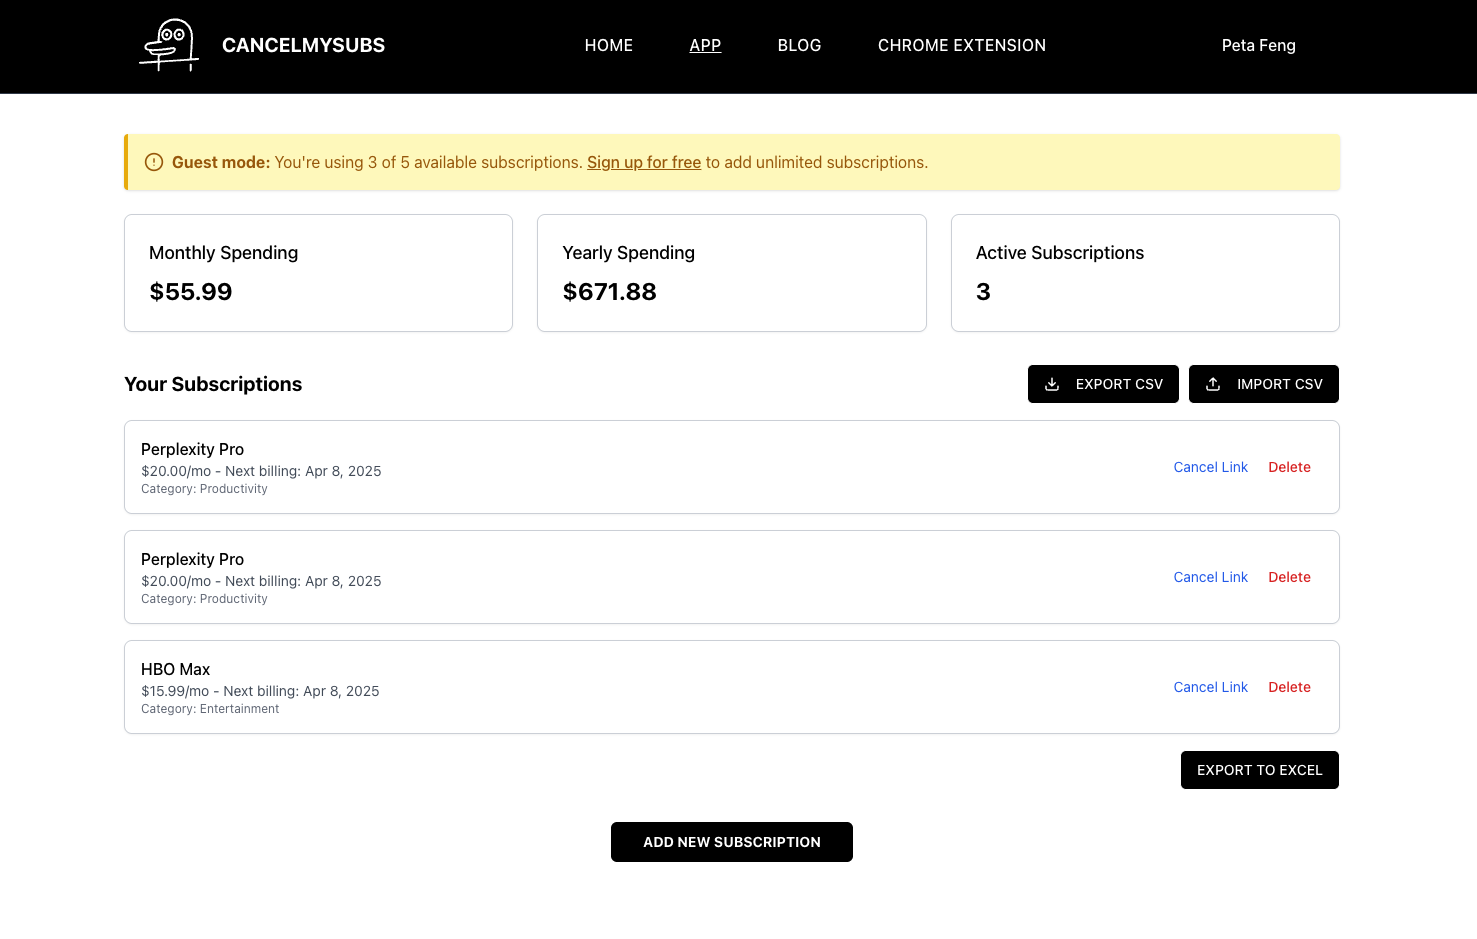 CANCELMYSUBS
HOME
APP
BLOG
CHROME EXTENSION
Peta Feng
Guest mode: You're using 3 of 5 available subscriptions. Sign up for free to add unlimited subscriptions.
Monthly Spending
$55.99
Yearly Spending
$671.88
Active Subscriptions
3
Your Subscriptions
EXPORT CSV
IMPORT CSV
Perplexity Pro
$20.00/mo - Next billing: Apr 8, 2025
Category: Productivity
Cancel Link
Delete
Perplexity Pro
$20.00/mo - Next billing: Apr 8, 2025
Category: Productivity
Cancel Link
Delete
HBO Max
$15.99/mo - Next billing: Apr 8, 2025
Category: Entertainment
Cancel Link
Delete
EXPORT TO EXCEL
ADD NEW SUBSCRIPTION